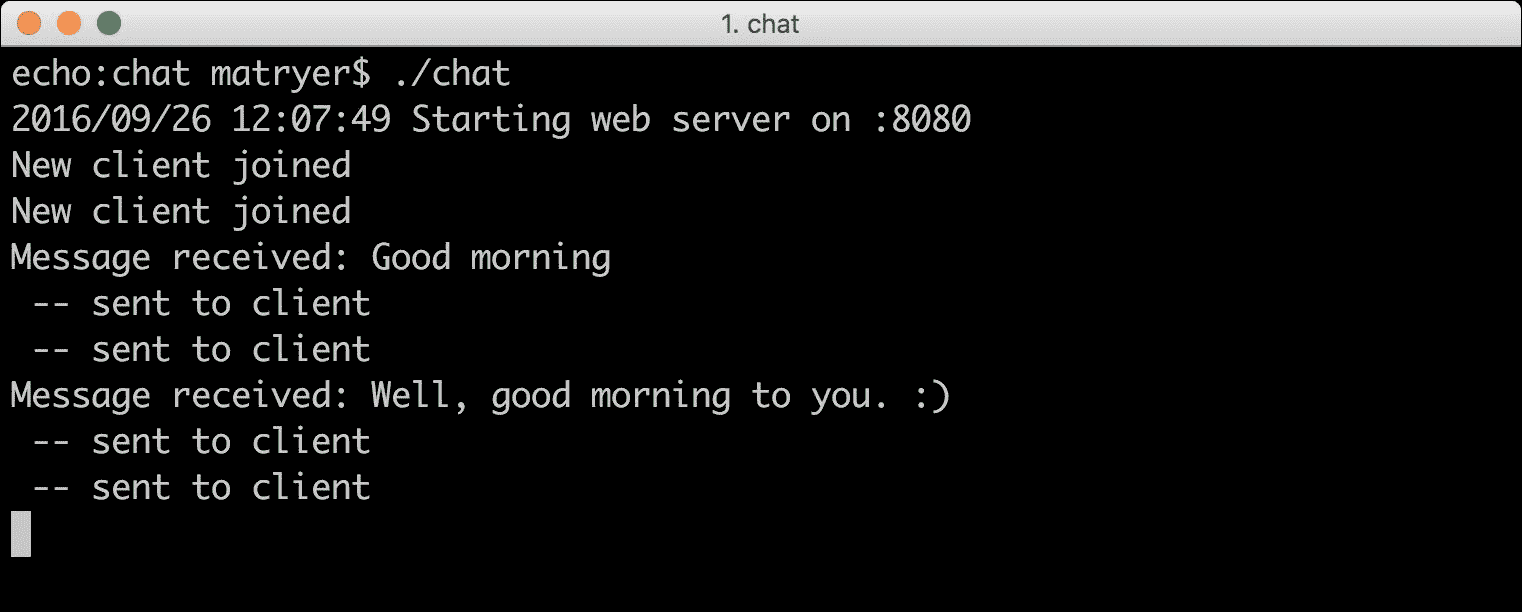 1. chat
echo:chat matryer$ ./chat
2016/09/26 12:07:49 Starting web server on :8080
New client joined
New client joined
Message received: Good morning
 -- sent to client
 -- sent to client
Message received: Well, good morning to you. :)
 -- sent to client
 -- sent to client